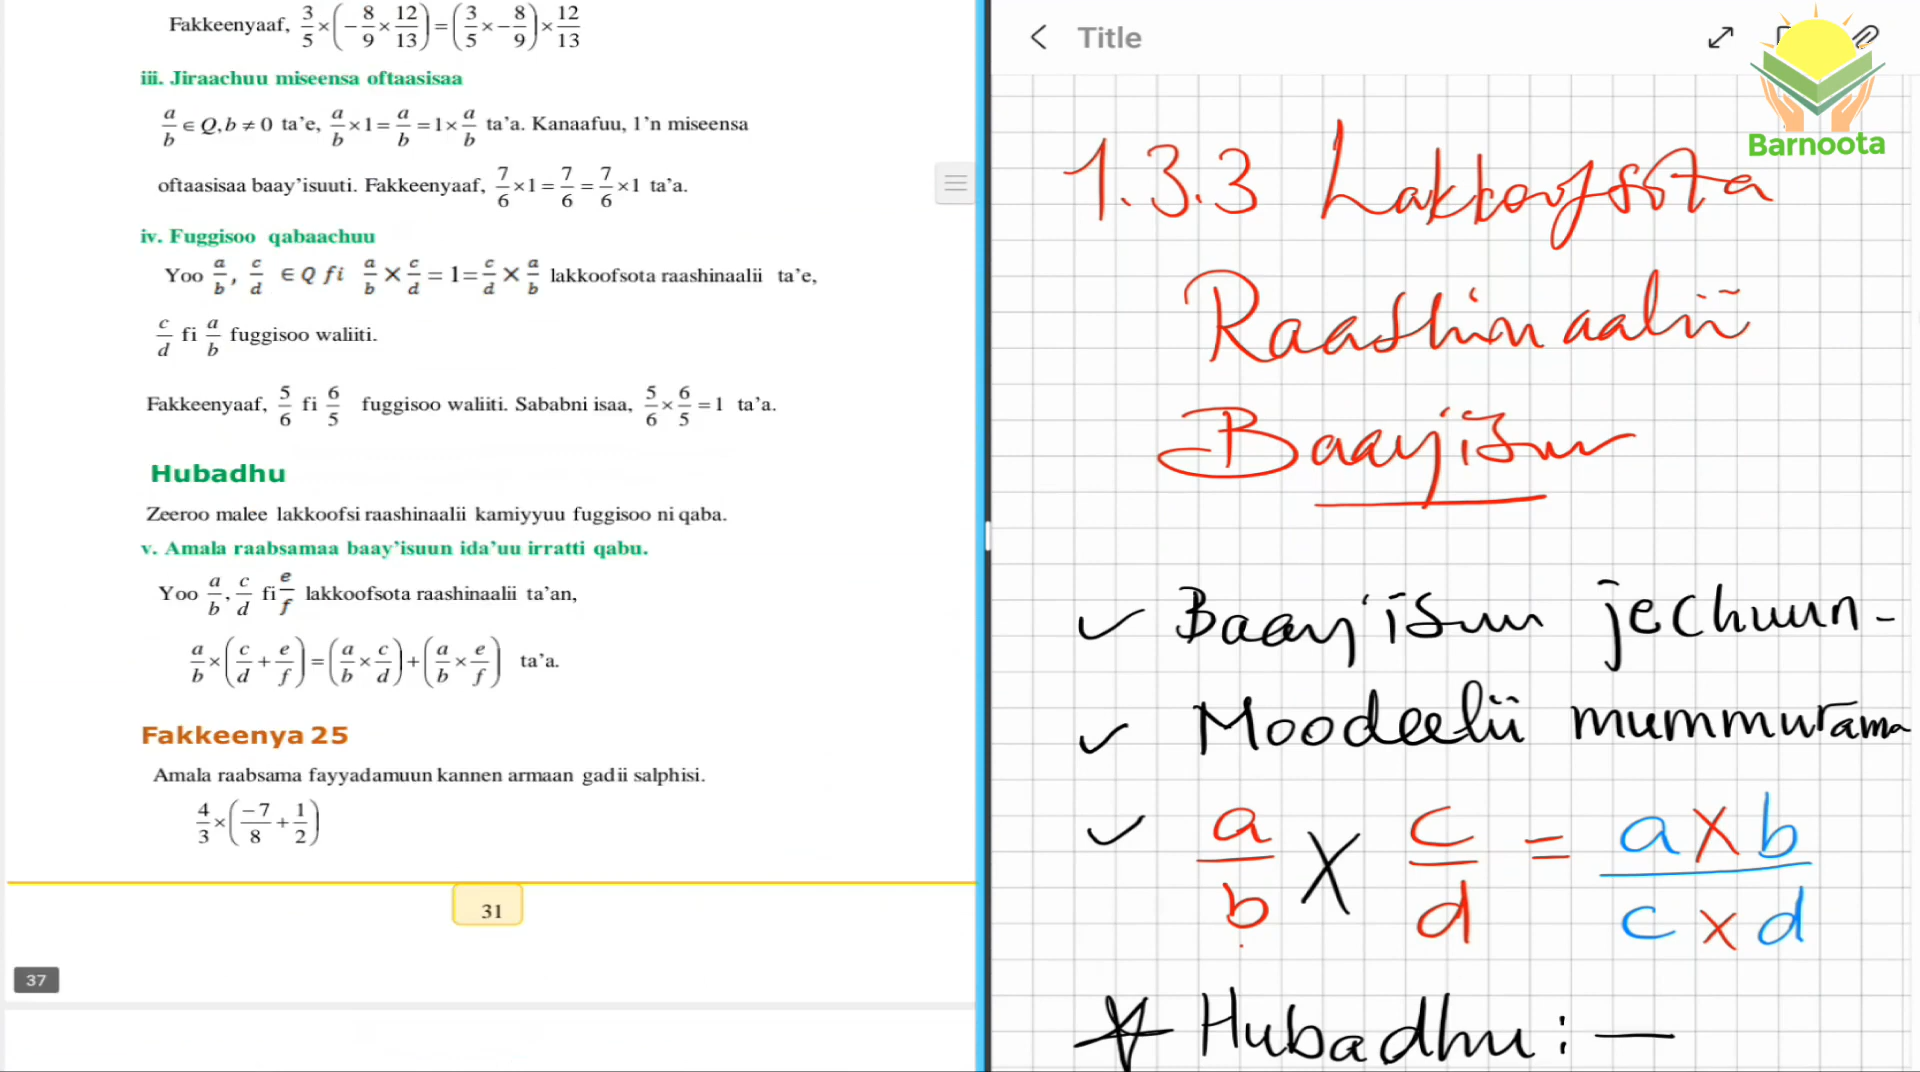 Fakkeenyaaf, 3/5 × (−8/9 × 12/13) = (3/5 × −8/9) × 12/13
iii. Jiraachuu miseensa oftaasisaa
a/b ∈ Q, b ≠ 0 ta’e, a/b × 1 = a/b = 1 × a/b ta’a. Kanaafuu, 1’n miseensa
oftaasisaa baay’isuuti. Fakkeenyaaf, 7/6 × 1 = 7/6 = 7/6 × 1 ta’a.
iv. Fuggisoo qabaachuu
Yoo a/b, c/d ∈ Q fi a/b × c/d = 1 = c/d × a/b lakkoofsota raashinaalii ta’e,
c/d fi a/b fuggisoo waliiti.
Fakkeenyaaf, 5/6 fi 6/5 fuggisoo waliiti. Sababni isaa, 5/6 × 6/5 = 1 ta’a.
Hubadhu
Zeeroo malee lakkoofsi raashinaalii kamiyyuu fuggisoo ni qaba.
v. Amala raabsamaa baay’isuun ida’uu irratti qabu.
Yoo a/b, c/d fi e/f lakkoofsota raashinaalii ta’an,
a/b × (c/d + e/f) = (a/b × c/d) + (a/b × e/f) ta’a.
Fakkeenya 25
Amala raabsama fayyadamuun kannen armaan gadii salphisi.
4/3 × (−7/8 + 1/2)
31
37
Title
Barnoota
1.3.3 Lakkoofsota
Raashinaalii
Baayisuu
✓ Baay'isuu jechuun -
✓ Moodeelii mummurama
✓ a/b × c/d = a×b/c×d
☆ Hubadhu : —